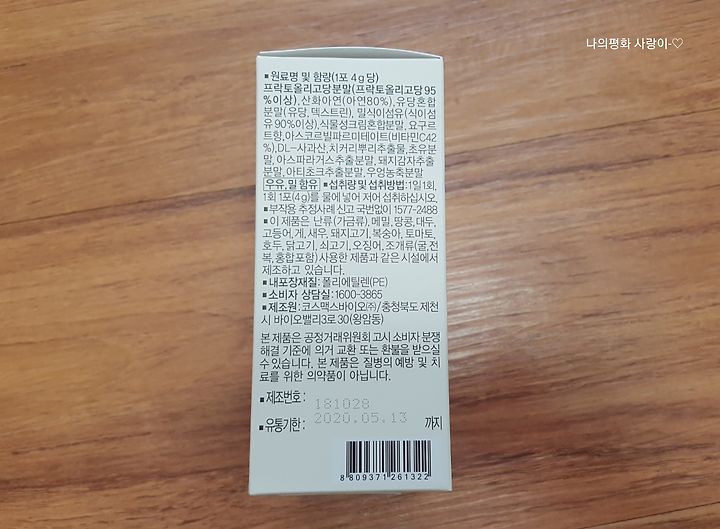 나의평화 사랑이-♡
▪원료명 및 함량(1포 4g당)
프락토올리고당분말(프락토올리고당95
%이상), 산화아연(아연80%), 유당혼합
분말(유당, 덱스트린), 밀식이섬유(식이섬
유90%이상), 식물성크림혼합분말, 요구르
트향,아스코르빌파르미테이트(비타민C42
%),DL-사과산, 치커리뿌리추출물, 초유분
말, 아스파라거스추출분말, 돼지감자추출
분말, 아티초크추출분말, 우엉농축분말
우유, 밀 함유 ▪섭취량 및 섭취방법:1일 1회,
1회 1포(4g)를 물에 넣어 저어 섭취하십시오.
▪부작용 추정사례 신고 국번없이 1577-2488
▪이 제품은 난류(가금류), 메밀, 땅콩, 대두,
고등어, 게, 새우, 돼지고기, 복숭아, 토마토,
호두, 닭고기, 쇠고기, 오징어, 조개류(굴,전
복,홍합포함) 사용한 제품과 같은 시설에서
제조하고 있습니다.
▪내포장재질:폴리에틸렌(PE)
▪소비자 상담실:1600-3865
▪제조원:코스맥스바이오㈜/충청북도 제천
시 바이오밸리3로 30(왕암동)
본 제품은 공정거래위원회 고시 소비자 분쟁
해결 기준에 의거 교환 또는 환불을 받으실
수 있습니다. 본 제품은 질병의 예방 및 치
료를 위한 의약품이 아닙니다.
▪제조번호: 181028
▪유통기한: 2020.05.13 까지
8 809371 261322